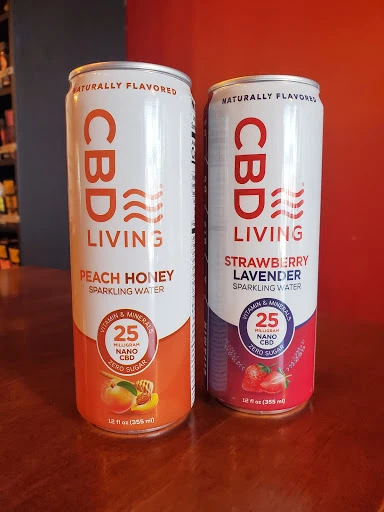 NATURALLY FLAVORED
CBD
LIVING
PEACH HONEY
SPARKLING WATER
VITAMIN & MINERALS
25
MILLIGRAM
NANO
CBD
ZERO SUGAR
12 fl oz (355 ml)
NATURALLY FLAVORED
CBD
LIVING
STRAWBERRY
LAVENDER
SPARKLING WATER
VITAMIN & MINERALS
25
MILLIGRAM
NANO
CBD
ZERO SUGAR
12 fl oz (355 ml)